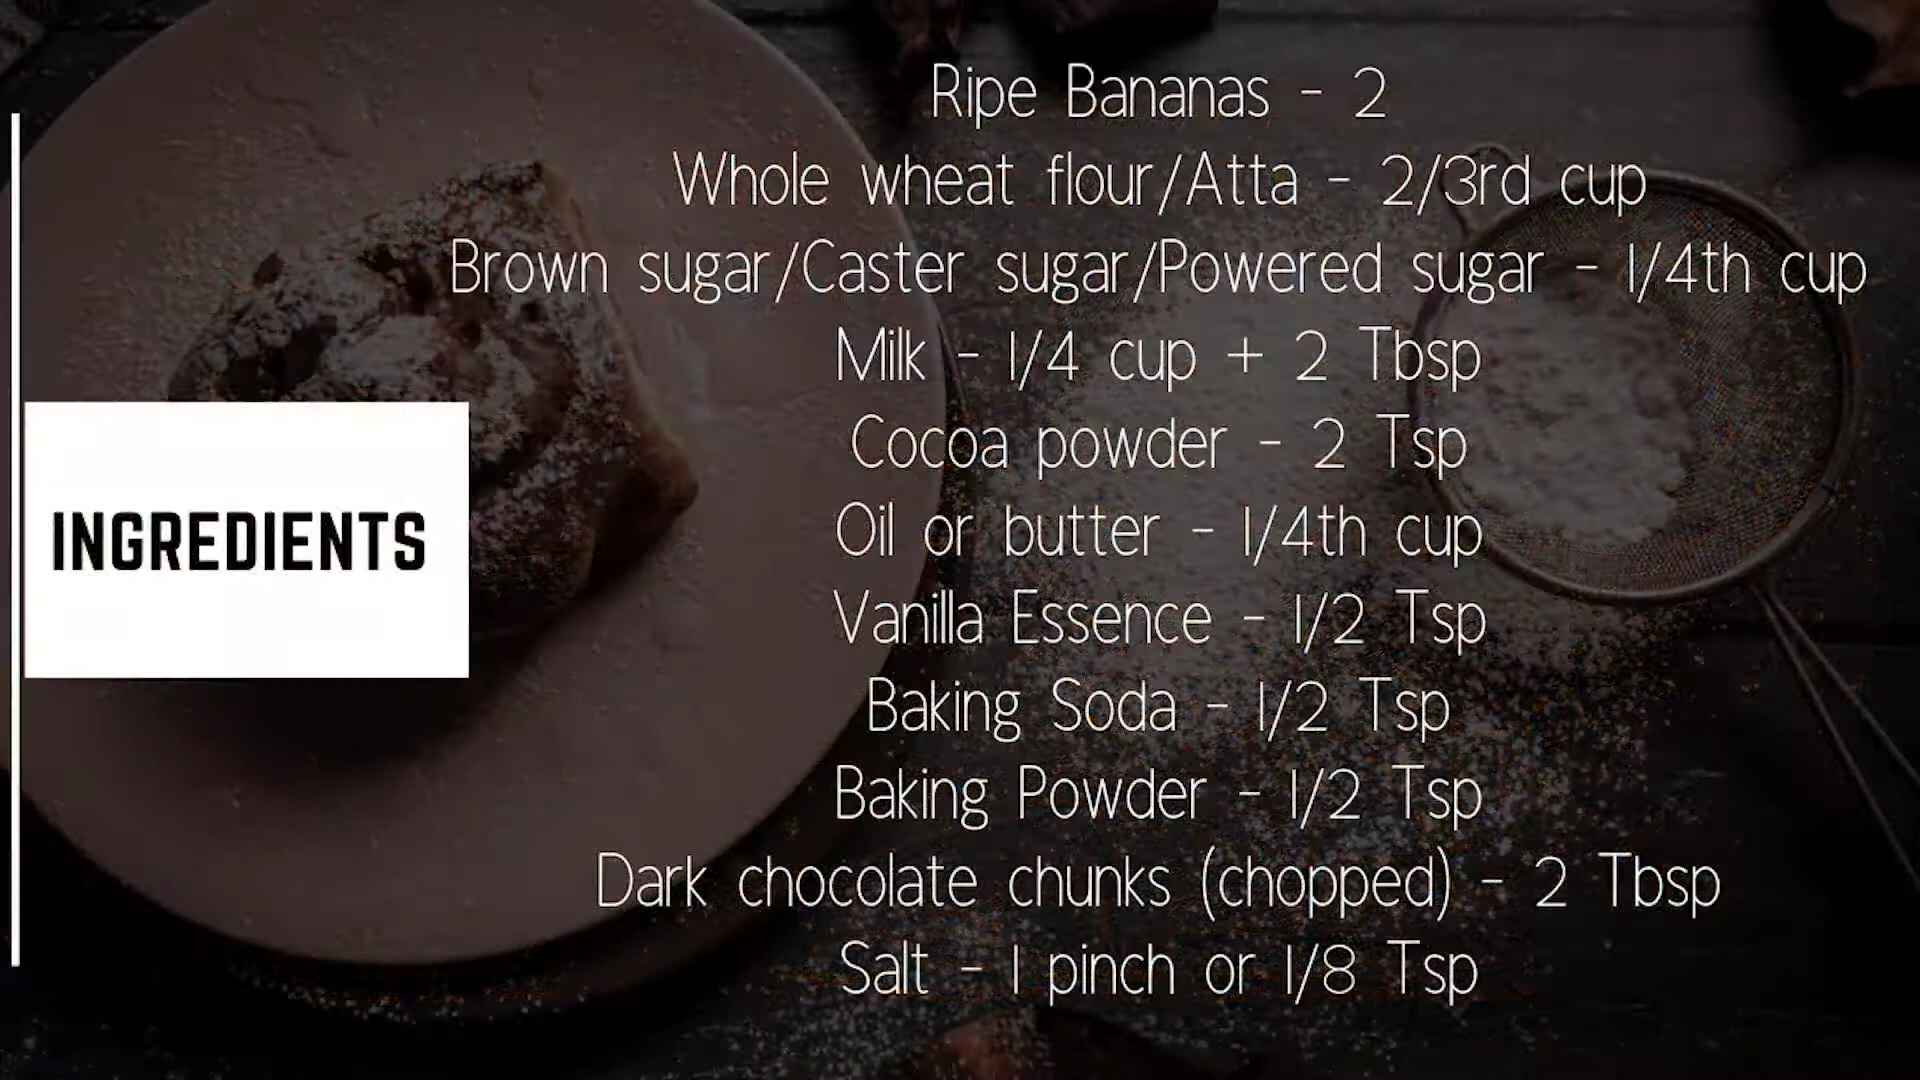 INGREDIENTS
Ripe Bananas - 2
Whole wheat flour/Atta - 2/3rd cup
Brown sugar/Caster sugar/Powered sugar - 1/4th cup
Milk - 1/4 cup + 2 Tbsp
Cocoa powder - 2 Tsp
Oil or butter - 1/4th cup
Vanilla Essence - 1/2 Tsp
Baking Soda - 1/2 Tsp
Baking Powder - 1/2 Tsp
Dark chocolate chunks (chopped) - 2 Tbsp
Salt - 1 pinch or 1/8 Tsp